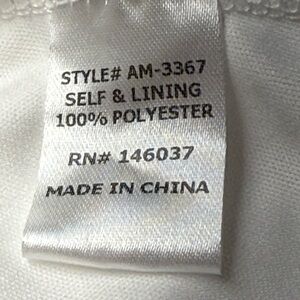 STYLE# AM-3367
SELF & LINING
100% POLYESTER
RN# 146037
MADE IN CHINA